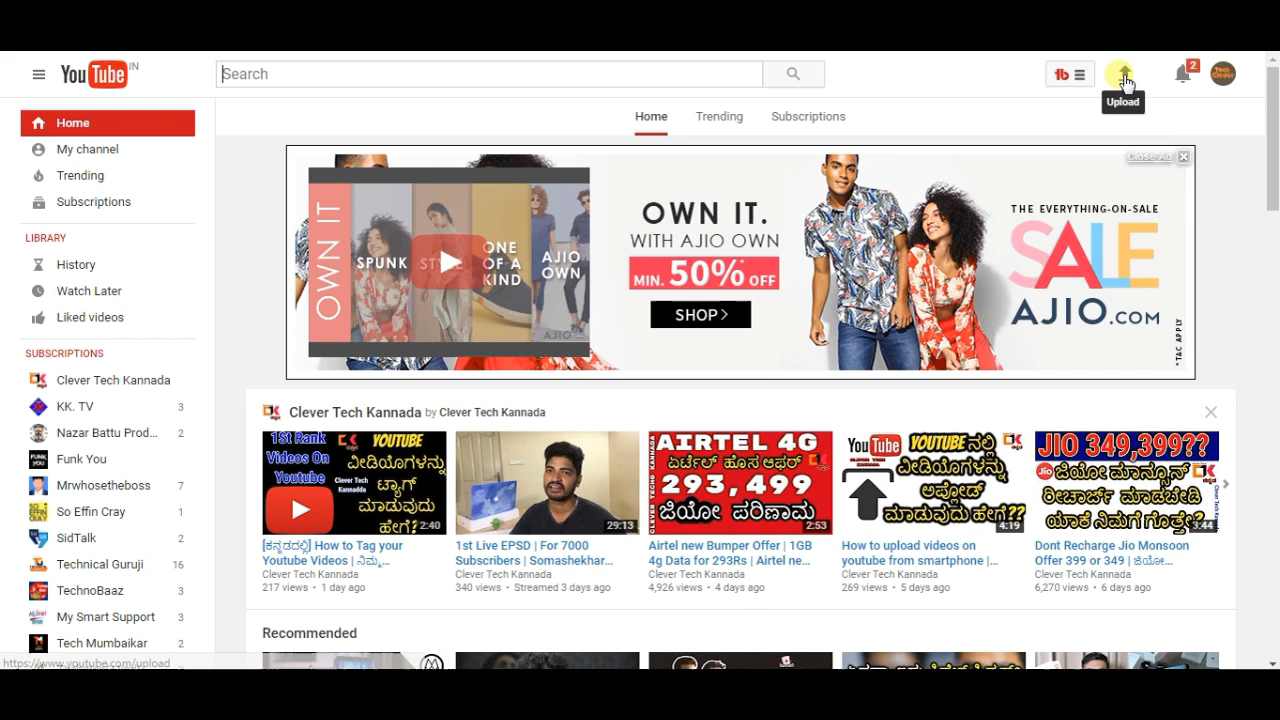 YouTube IN
Search
2
Upload
Home
My channel
Trending
Subscriptions
LIBRARY
History
Watch Later
Liked videos
SUBSCRIPTIONS
Clever Tech Kannada
KK. TV 3
Nazar Battu Prod... 2
Funk You
Mrwhosetheboss 7
So Effin Cray 1
SidTalk 2
Technical Guruji 16
TechnoBaaz 3
My Smart Support 3
Tech Mumbaikar 2
https://www.youtube.com/upload
Home Trending Subscriptions
Close Ad
OWN IT
SPUNK
STYLE
ONE OF A KIND
AJIO OWN
OWN IT.
WITH AJIO OWN
MIN. 50%* OFF
SHOP
THE EVERYTHING-ON-SALE
SALE
AJIO.COM
*T&C APPLY
Clever Tech Kannada by Clever Tech Kannada
1St Rank Videos On Youtube
YOUTUBE
ವೀಡಿಯೊಗಳನ್ನು
ಟ್ಯಾಗ್
ಮಾಡುವುದು
ಹೇಗೆ?
2:40
[ಕನ್ನಡದಲ್ಲಿ] How to Tag your
Youtube Videos | ನಿಮ್ಮ...
Clever Tech Kannada
217 views • 1 day ago
29:13
1st Live EPSD | For 7000
Subscribers | Somashekhar...
Clever Tech Kannada
340 views • Streamed 3 days ago
AIRTEL 4G
ಏರ್ಟೆಲ್ ಹೊಸ ಆಫರ್
293,499
ಜಿಯೋ ಪರಿಣಾಮ
2:53
Airtel new Bumper Offer | 1GB
4g Data for 293Rs | Airtel ne...
Clever Tech Kannada
4,926 views • 4 days ago
YouTube
YOUTUBEನಲ್ಲಿ
ವೀಡಿಯೊಗಳನ್ನು
ಅಪ್ಲೋಡ್
ಮಾಡುವುದು ಹೇಗೆ??
4:19
How to upload videos on
youtube from smartphone |...
Clever Tech Kannada
269 views • 5 days ago
JIO 349,399??
ಜಿಯೋ ಮಾನ್ಸೂನ್
ರೀಚಾರ್ಜ್ ಮಾಡಬೇಡಿ
ಯಾಕೆ ನಿಮಗೆ ಗೊತ್ತೇ?
3:44
Dont Recharge Jio Monsoon
Offer 399 or 349 | ಜಿಯೋ...
Clever Tech Kannada
6,270 views • 6 days ago
Recommended